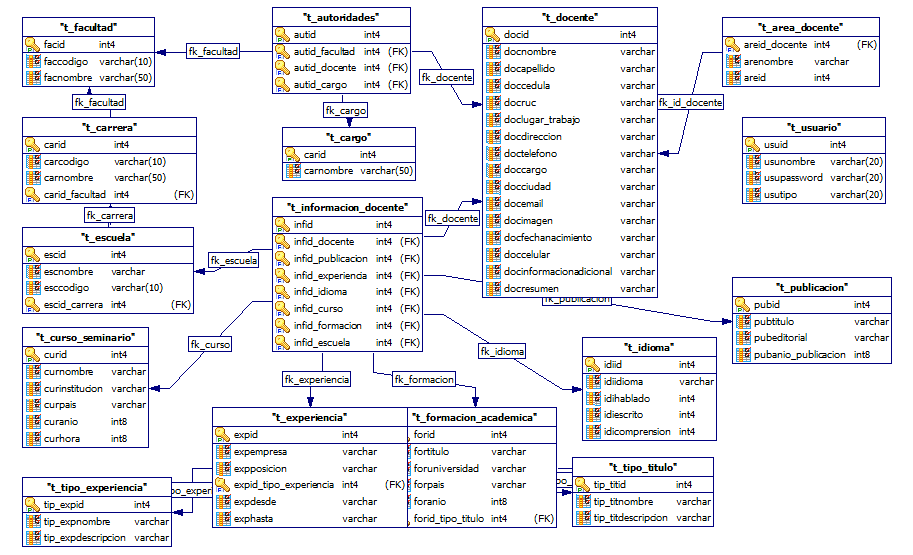 "t_facultad"
facid int4
faccodigo varchar(10)
facnombre varchar(50)
fk_facultad
"t_autoridades"
autid int4
autid_facultad int4 (FK)
autid_docente int4 (FK)
autid_cargo int4 (FK)
fk_facultad
fk_cargo
fk_docente
"t_docente"
docid int4
docnombre varchar
docapellido varchar
doccedula varchar
docruc varchar
doclugar_trabajo varchar
docdireccion varchar
doctelefono varchar
doccargo varchar
docciudad varchar
docemail varchar
docimagen varchar
docfechanacimiento varchar
doccelular varchar
docinformacionadicional varchar
docresumen varchar
"t_area_docente"
areid_docente int4 (FK)
arenombre varchar
areid int4
fk_id_docente
"t_carrera"
carid int4
carcodigo varchar(10)
carnombre varchar(50)
carid_facultad int4 (FK)
fk_carrera
"t_cargo"
carid int4
carnombre varchar(50)
"t_usuario"
usuid int4
usunombre varchar(20)
usupassword varchar(20)
usutipo varchar(20)
"t_escuela"
escid int4
escnombre varchar
esccodigo varchar(10)
escid_carrera int4 (FK)
fk_escuela
"t_informacion_docente"
infid int4
infid_docente int4 (FK)
infid_publicacion int4 (FK)
infid_experiencia int4 (FK)
infid_idioma int4 (FK)
infid_curso int4 (FK)
infid_formacion int4 (FK)
infid_escuela int4 (FK)
fk_docente
fk_publicacion
"t_publicacion"
pubid int4
pubtitulo varchar
pubeditorial varchar
pubanio_publicacion int8
"t_curso_seminario"
curid int4
curnombre varchar
curinstitucion varchar
curpais varchar
curanio int8
curhora int8
fk_curso
fk_experiencia
fk_formacion
fk_idioma
"t_idioma"
idiid int4
idiidioma varchar
idihablado int4
idiescrito int4
idicomprension int4
"t_experiencia"
expid int4
expempresa varchar
expposicion varchar
expid_tipo_experiencia int4 (FK)
expdesde varchar
exphasta varchar
"t_formacion_academica"
forid int4
fortitulo varchar
foruniversidad varchar
forpais varchar
foranio int8
forid_tipo_titulo int4 (FK)
"t_tipo_experiencia"
tip_expid int4
tip_expnombre varchar
tip_expdescripcion varchar
"t_tipo_titulo"
tip_titid int4
tip_titnombre varchar
tip_titdescripcion varchar